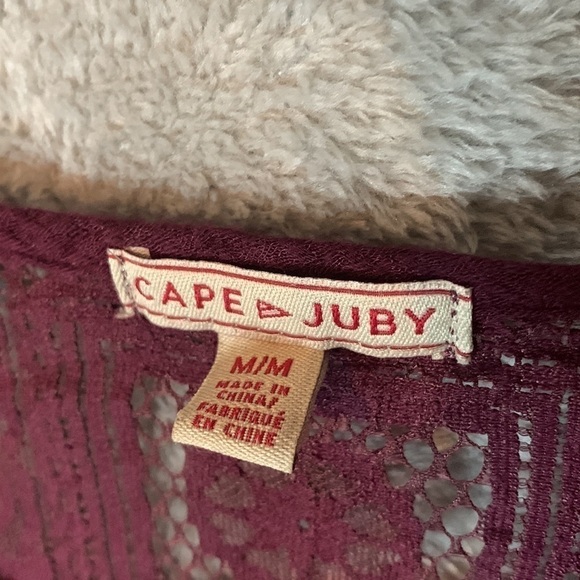 CAPE JUBY
M/M
MADE IN
CHINA/
FABRIQUÉ
EN CHINE